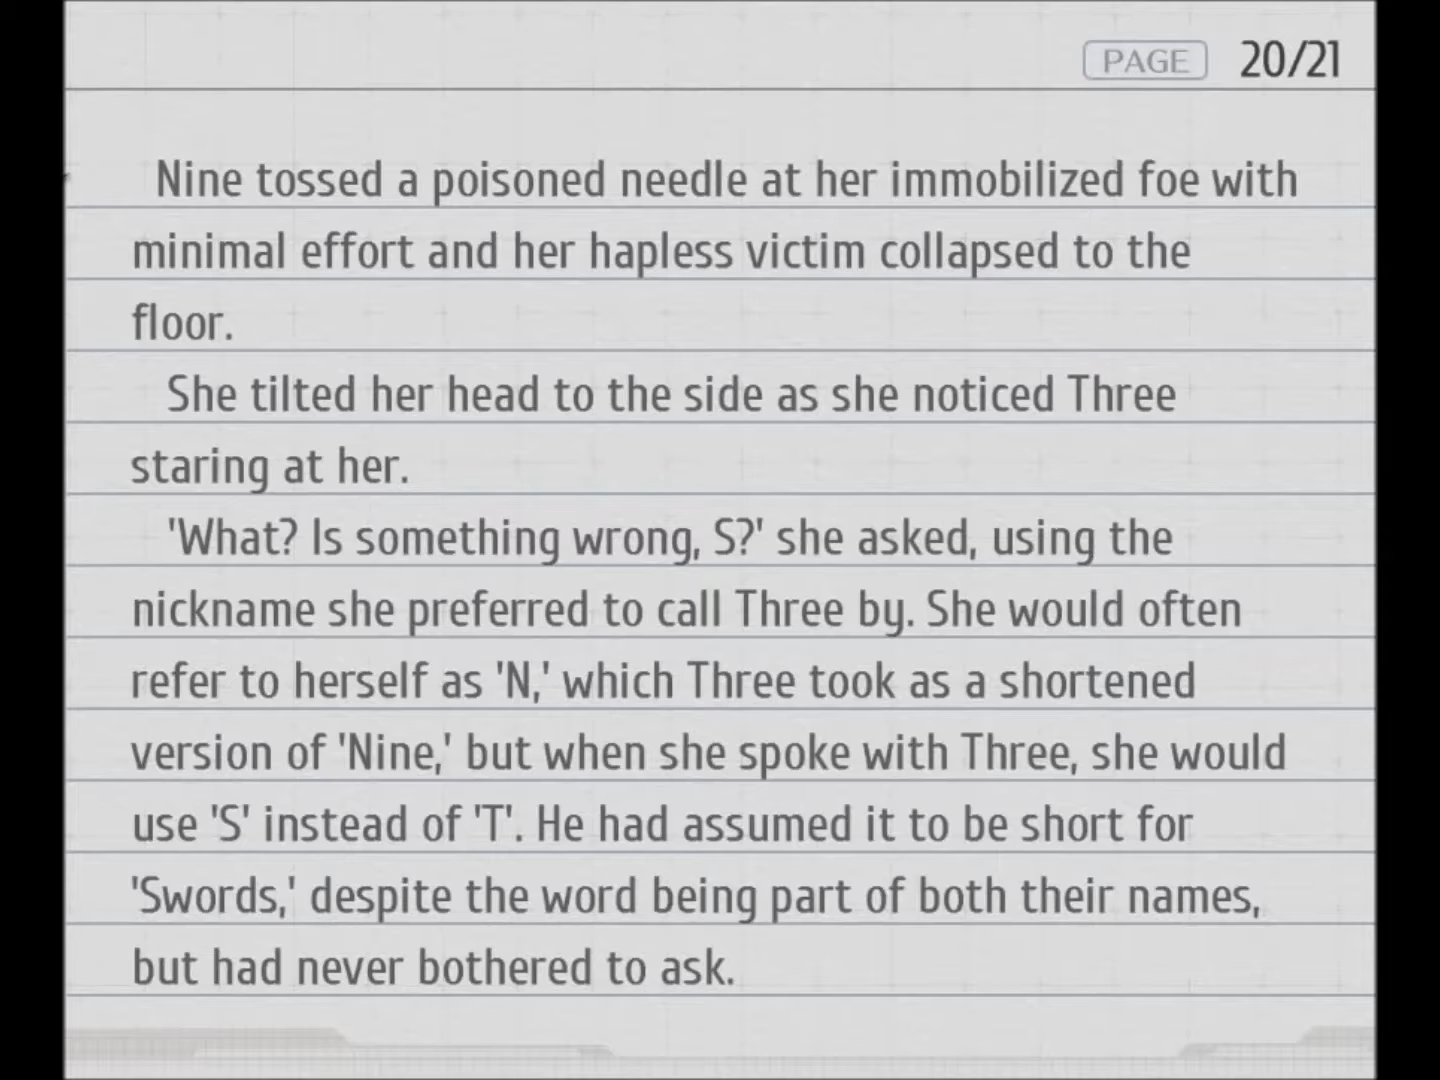 PAGE 20/21
Nine tossed a poisoned needle at her immobilized foe with
minimal effort and her hapless victim collapsed to the
floor.
She tilted her head to the side as she noticed Three
staring at her.
'What? Is something wrong, S?' she asked, using the
nickname she preferred to call Three by. She would often
refer to herself as 'N,' which Three took as a shortened
version of 'Nine,' but when she spoke with Three, she would
use 'S' instead of 'T'. He had assumed it to be short for
'Swords,' despite the word being part of both their names,
but had never bothered to ask.